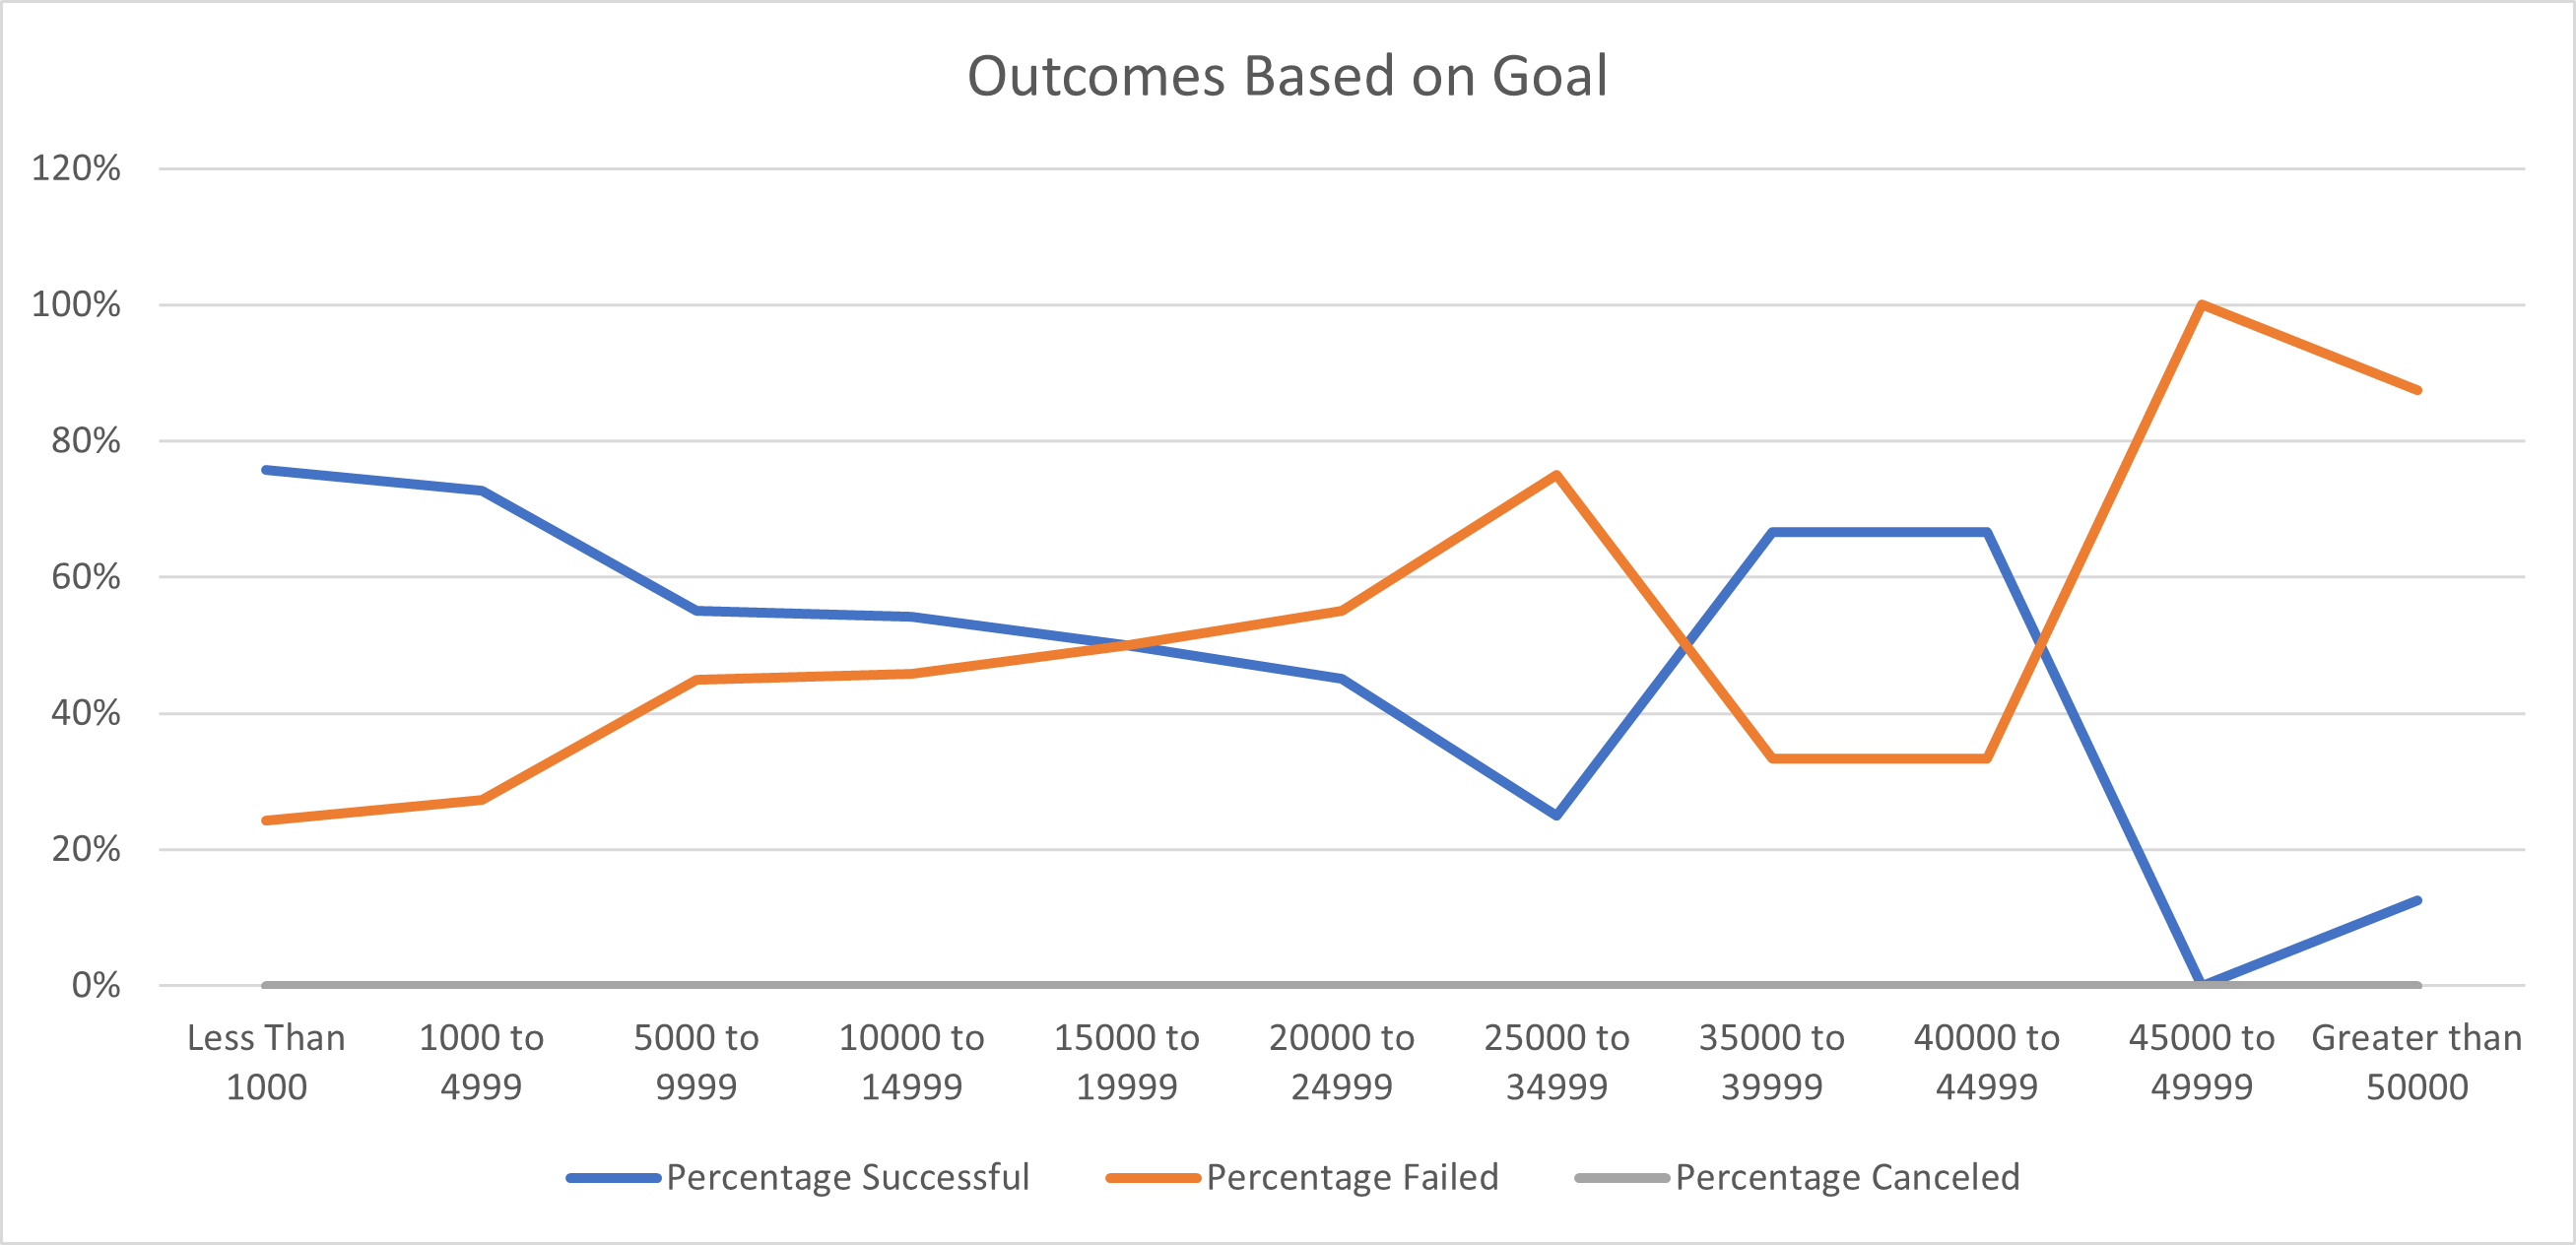 Outcomes Based on Goal
120%
100%
80%
60%
40%
20%
0%
Less Than 1000 to 5000 to 10000 to 15000 to 20000 to 25000 to 35000 to 40000 to 45000 to Greater than
1000 4999 9999 14999 19999 24999 34999 39999 44999 49999 50000
Percentage Successful Percentage Failed Percentage Canceled